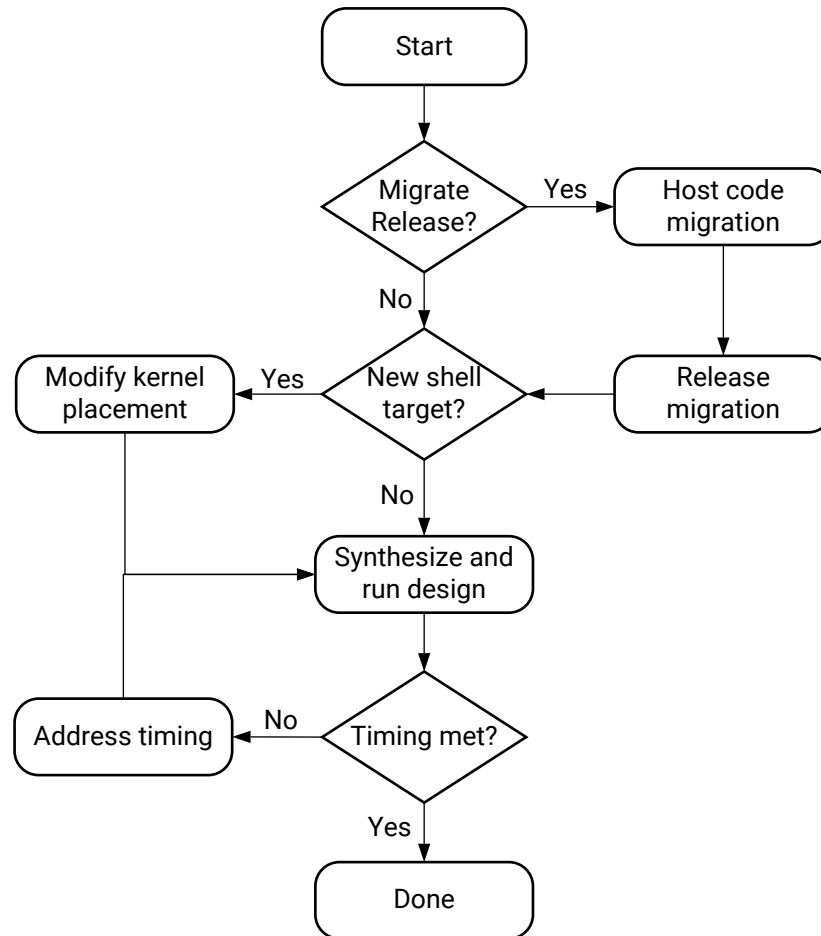 Start
Migrate
Release?
Yes
Host code
migration
No
Modify kernel
placement
Yes
New shell
target?
Release
migration
No
Synthesize and
run design
Address timing
No
Timing met?
Yes
Done